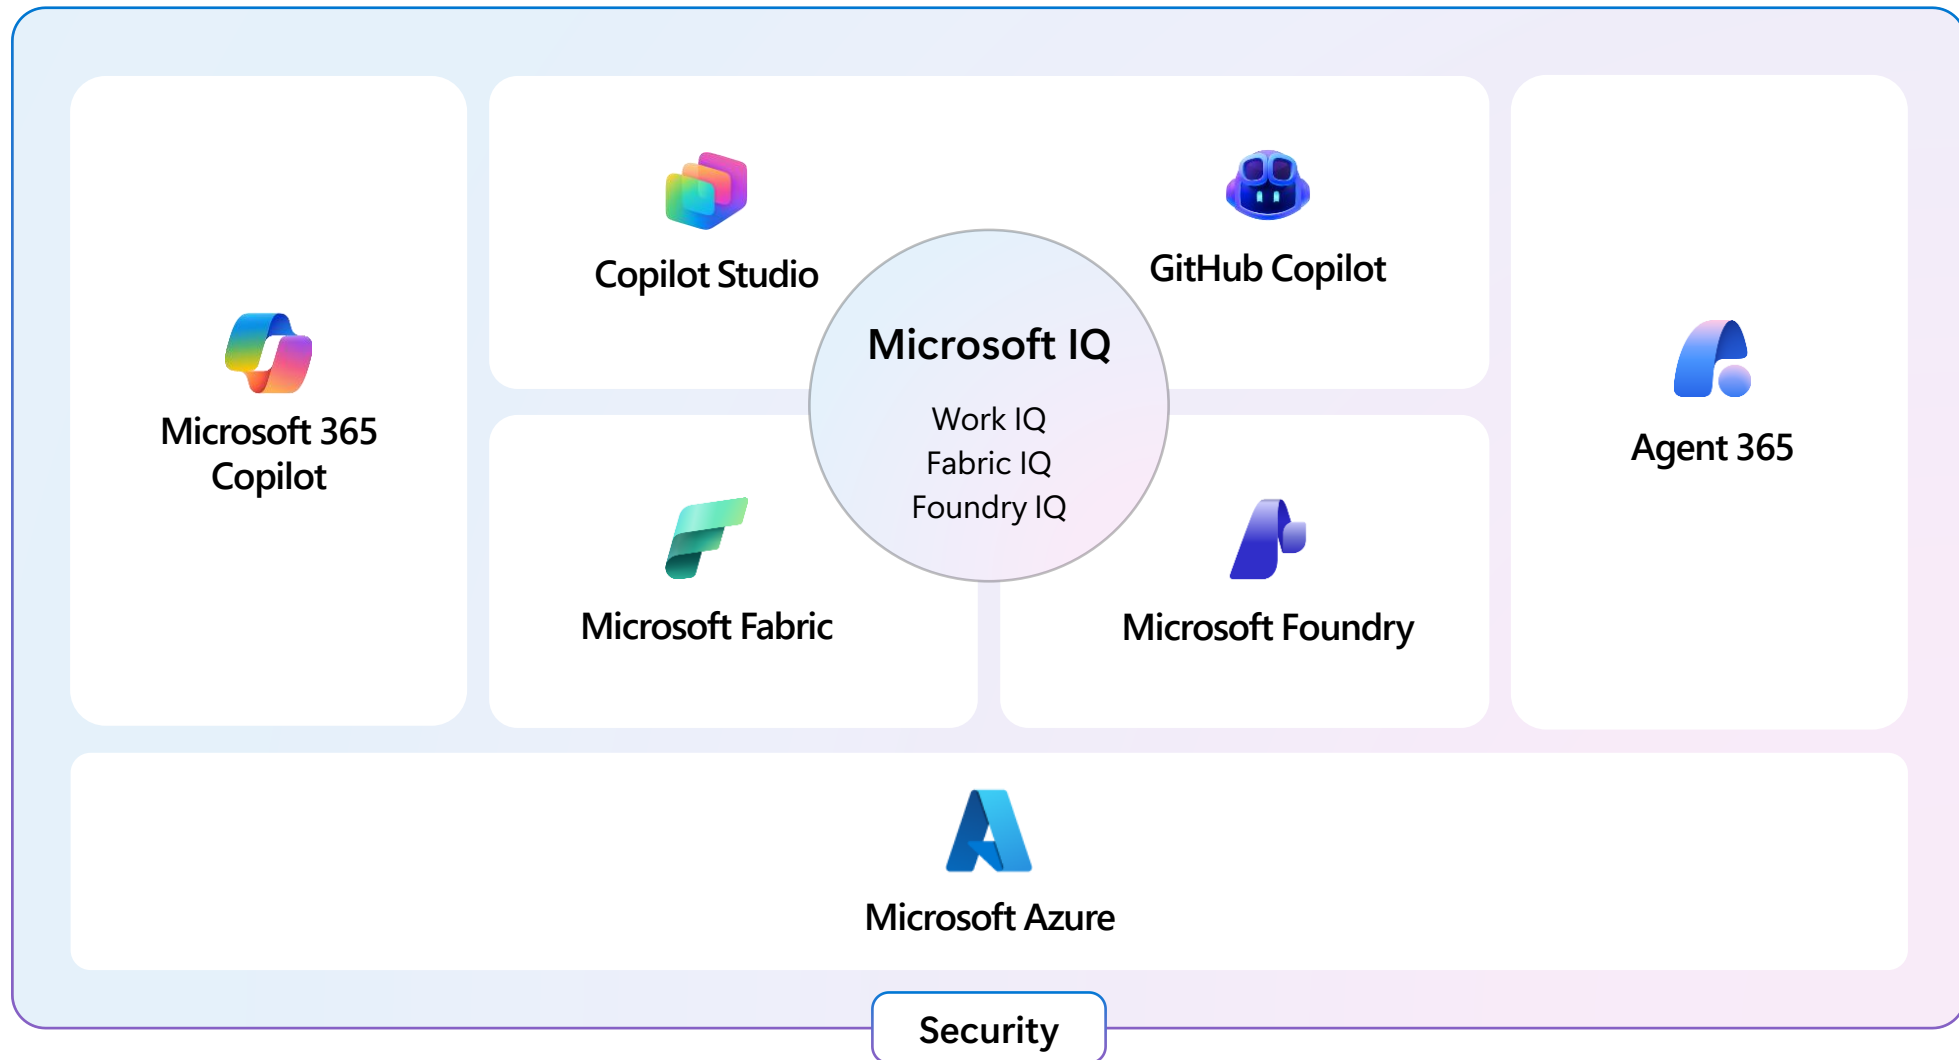 Microsoft 365
Copilot
Copilot Studio
GitHub Copilot
Microsoft IQ
Work IQ
Fabric IQ
Foundry IQ
Microsoft Fabric
Microsoft Foundry
Agent 365
Microsoft Azure
Security